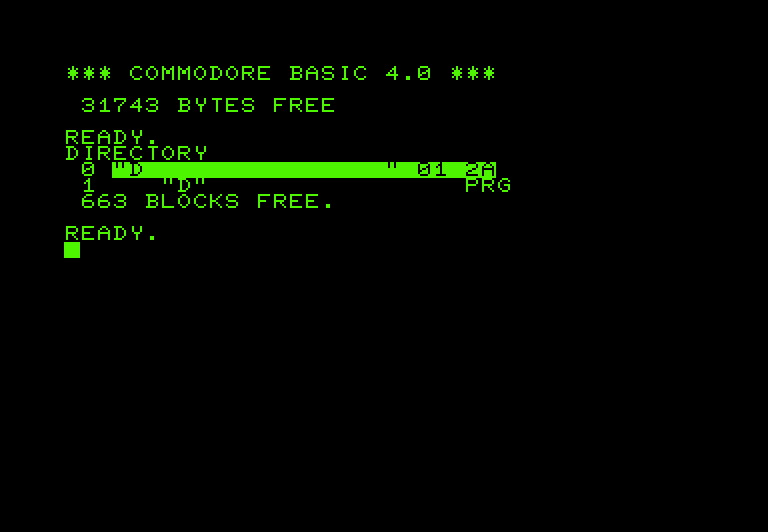 *** COMMODORE BASIC 4.0 ***
31743 BYTES FREE
READY.
DIRECTORY
0 "D               " 01 2A
1    "D"                PRG
663 BLOCKS FREE.
READY.